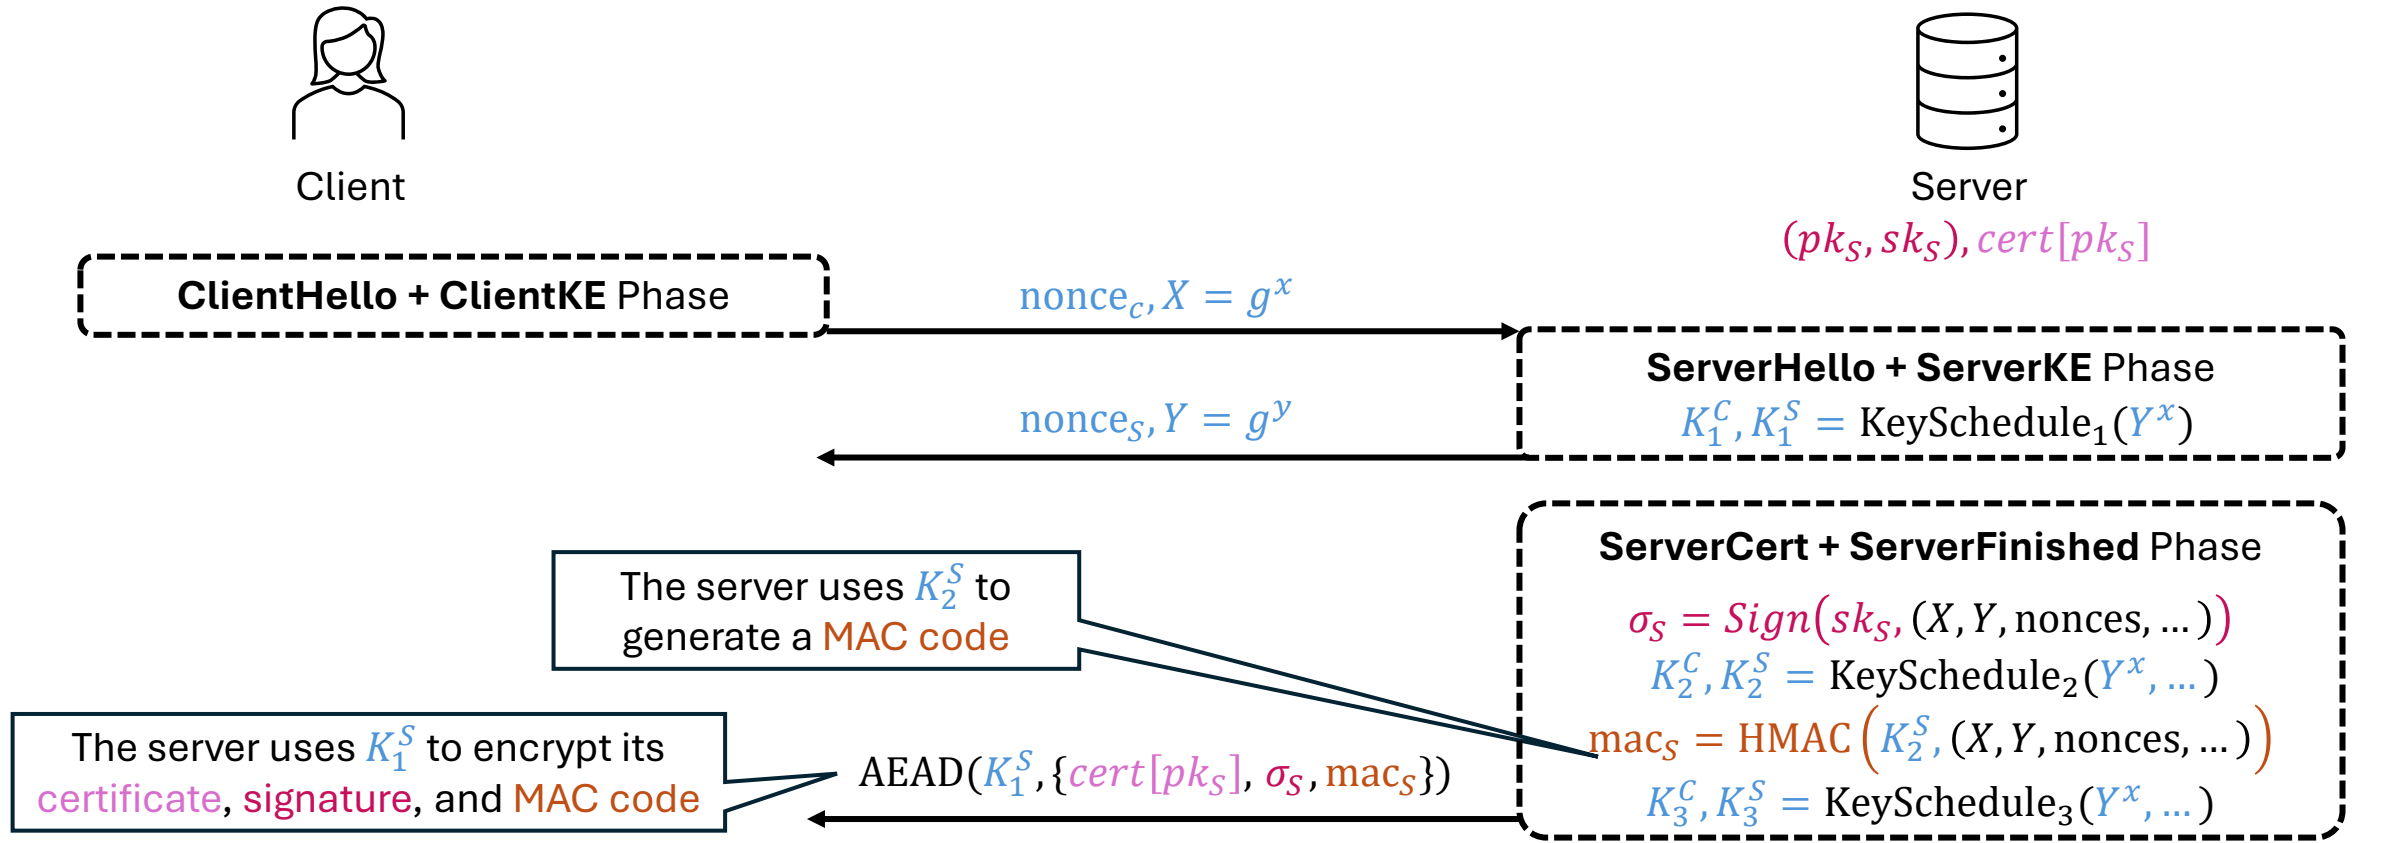 Client
Server
(pk_S, sk_S), cert[pk_S]
ClientHello + ClientKE Phase
nonce_c, X = g^x
ServerHello + ServerKE Phase
K_1^C, K_1^S = KeySchedule_1(Y^x)
nonce_S, Y = g^y
ServerCert + ServerFinished Phase
σ_S = Sign(sk_S, (X, Y, nonces, … ))
K_2^C, K_2^S = KeySchedule_2(Y^x, … )
mac_S = HMAC(K_2^S, (X, Y, nonces, … ))
K_3^C, K_3^S = KeySchedule_3(Y^x, … )
The server uses K_2^S to
generate a MAC code
The server uses K_1^S to encrypt its
certificate, signature, and MAC code
AEAD(K_1^S, {cert[pk_S], σ_S, mac_S})